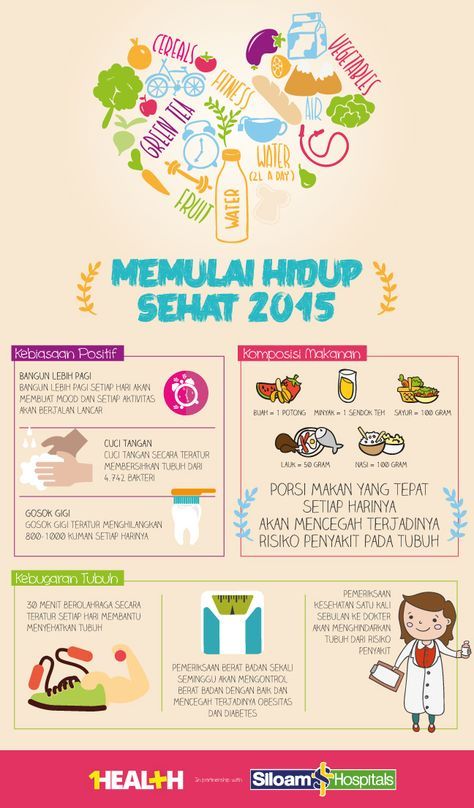 CEREALS
VEGETABLES
FITNESS
GREEN TEA
AIR
WATER
(2L A DAY)
FRUIT
WATER
MEMULAI HIDUP
SEHAT 2015
Kebiasaan Positif
BANGUN LEBIH PAGI
BANGUN LEBIH PAGI SETIAP HARI AKAN
MEMBUAT MOOD DAN SETIAP AKTIVITAS
AKAN BERJALAN LANCAR
CUCI TANGAN
CUCI TANGAN SECARA TERATUR
MEMBERSIHKAN TUBUH DARI
4.742 BAKTERI
GOSOK GIGI
GOSOK GIGI TERATUR MENGHILANGKAN
800-1000 KUMAN SETIAP HARINYA
Komposisi Makanan
BUAH = 1 POTONG
MINYAK = 1 SENDOK TEH
SAYUR = 100 GRAM
LAUK = 50 GRAM
NASI = 100 GRAM
PORSI MAKAN YANG TEPAT
SETIAP HARINYA
AKAN MENCEGAH TERJADINYA
RISIKO PENYAKIT PADA TUBUH
Kebugaran Tubuh
30 MENIT BEROLAHRAGA SECARA
TERATUR SETIAP HARI MEMBANTU
MENYEHATKAN TUBUH
PEMERIKSAAN BERAT BADAN SEKALI
SEMINGGU AKAN MENGONTROL
BERAT BADAN DENGAN BAIK DAN
MENCEGAH TERJADINYA OBESITAS
DAN DIABETES
PEMERIKSAAN
KESEHATAN SATU KALI
SEBULAN KE DOKTER
AKAN MENGHINDARKAN
TUBUH DARI RISIKO
PENYAKIT
1HEALTH
In partnership with
Siloam Hospitals